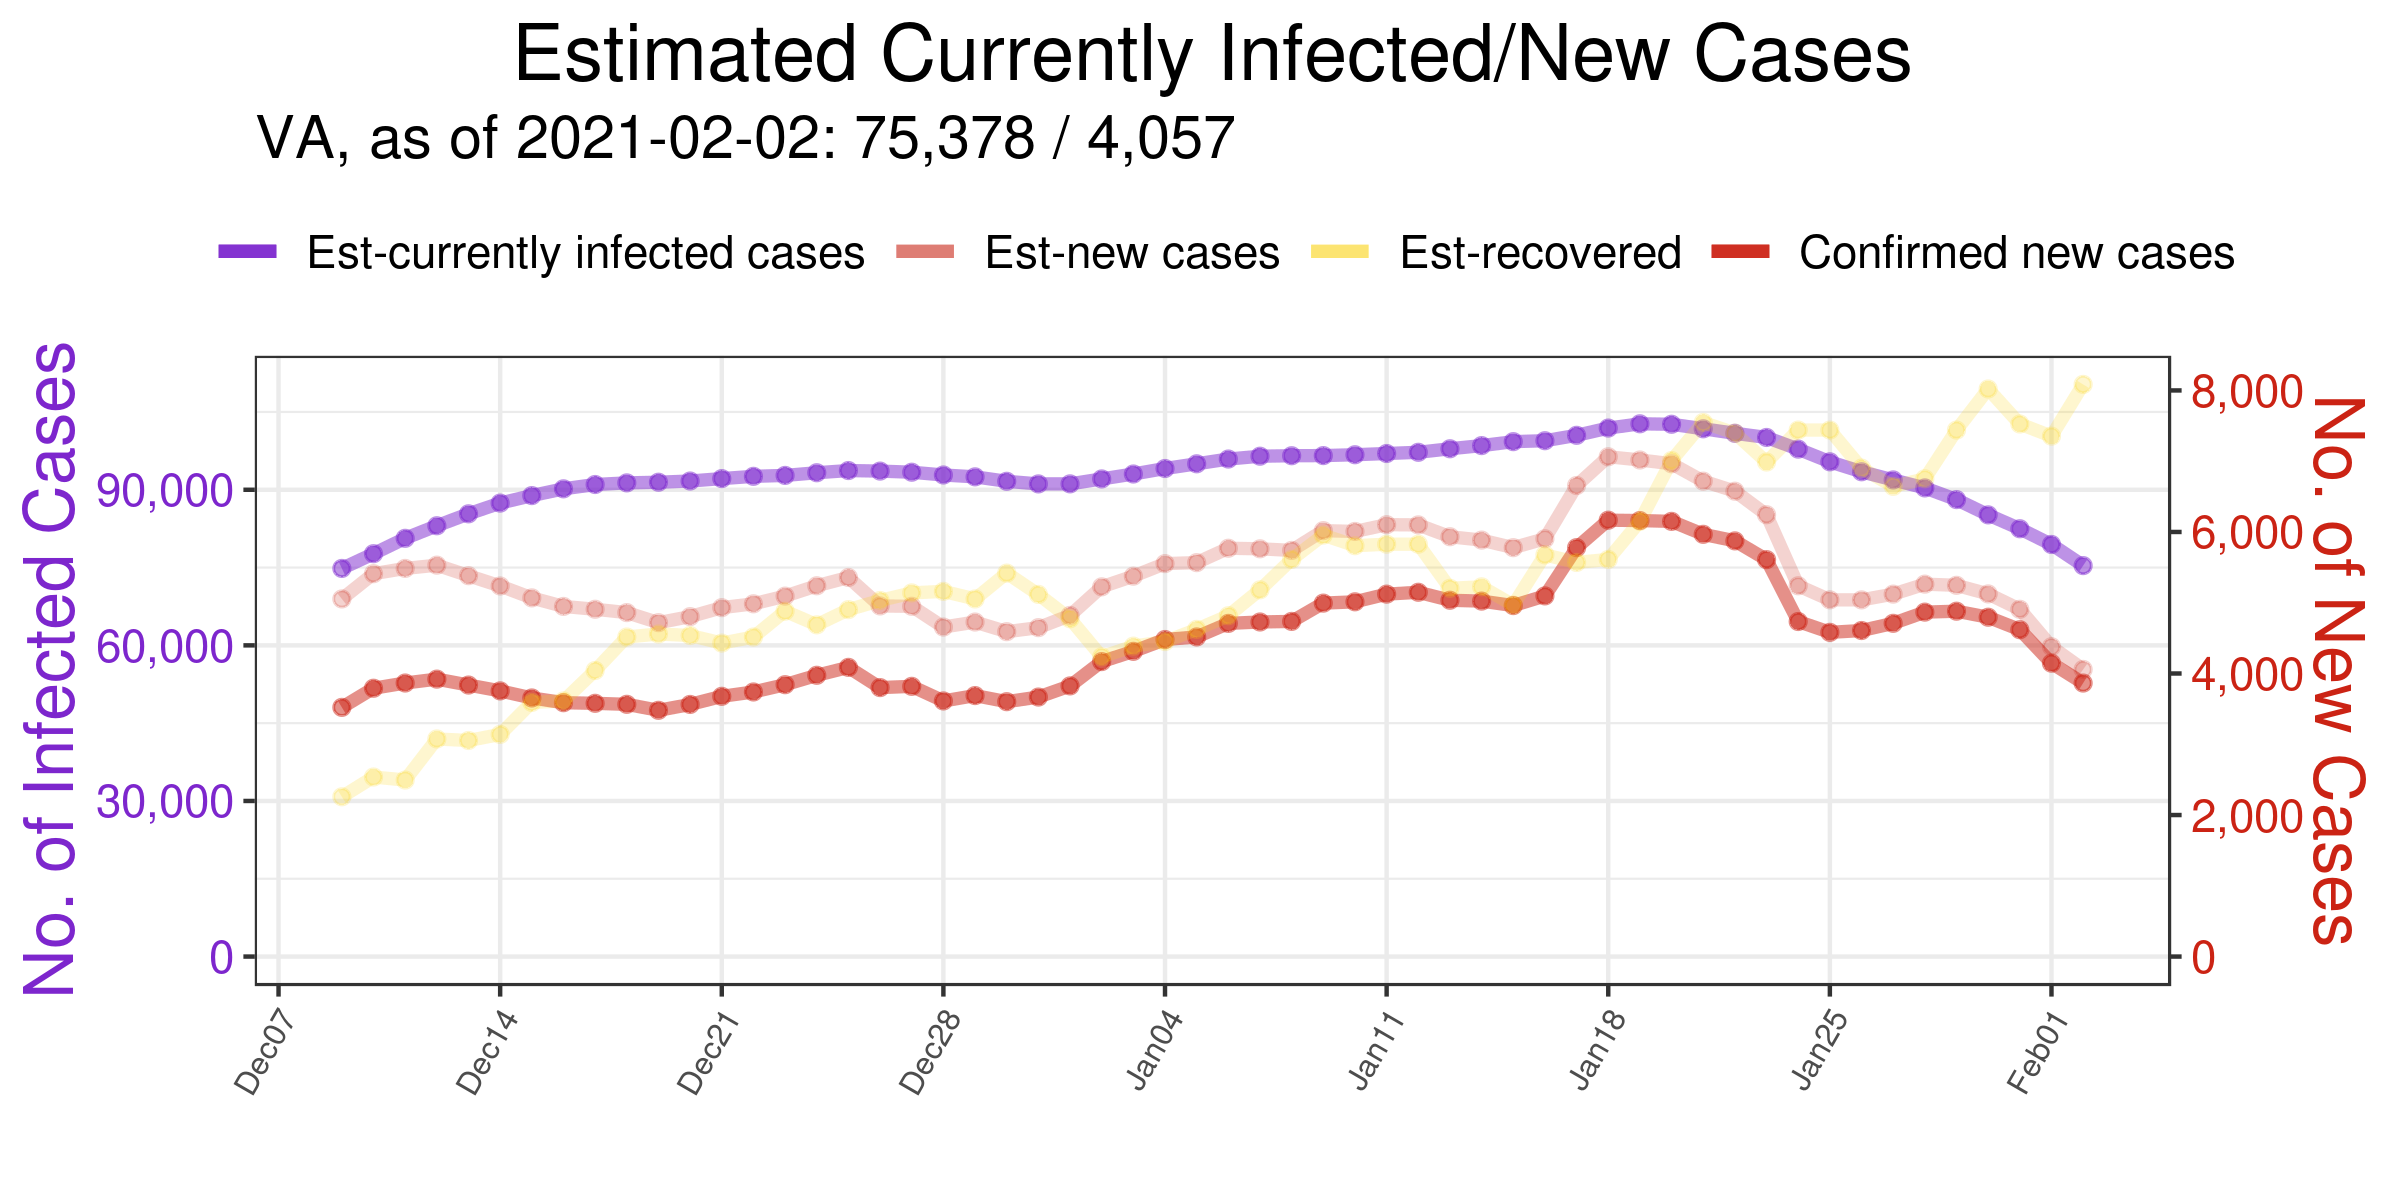 Estimated Currently Infected/New Cases
VA, as of 2021-02-02: 75,378 / 4,057
Est-currently infected cases
Est-new cases
Est-recovered
Confirmed new cases
No. of Infected Cases
90,000
60,000
30,000
0
8,000
6,000
4,000
2,000
0
No. of New Cases
Dec07
Dec14
Dec21
Dec28
Jan04
Jan11
Jan18
Jan25
Feb01